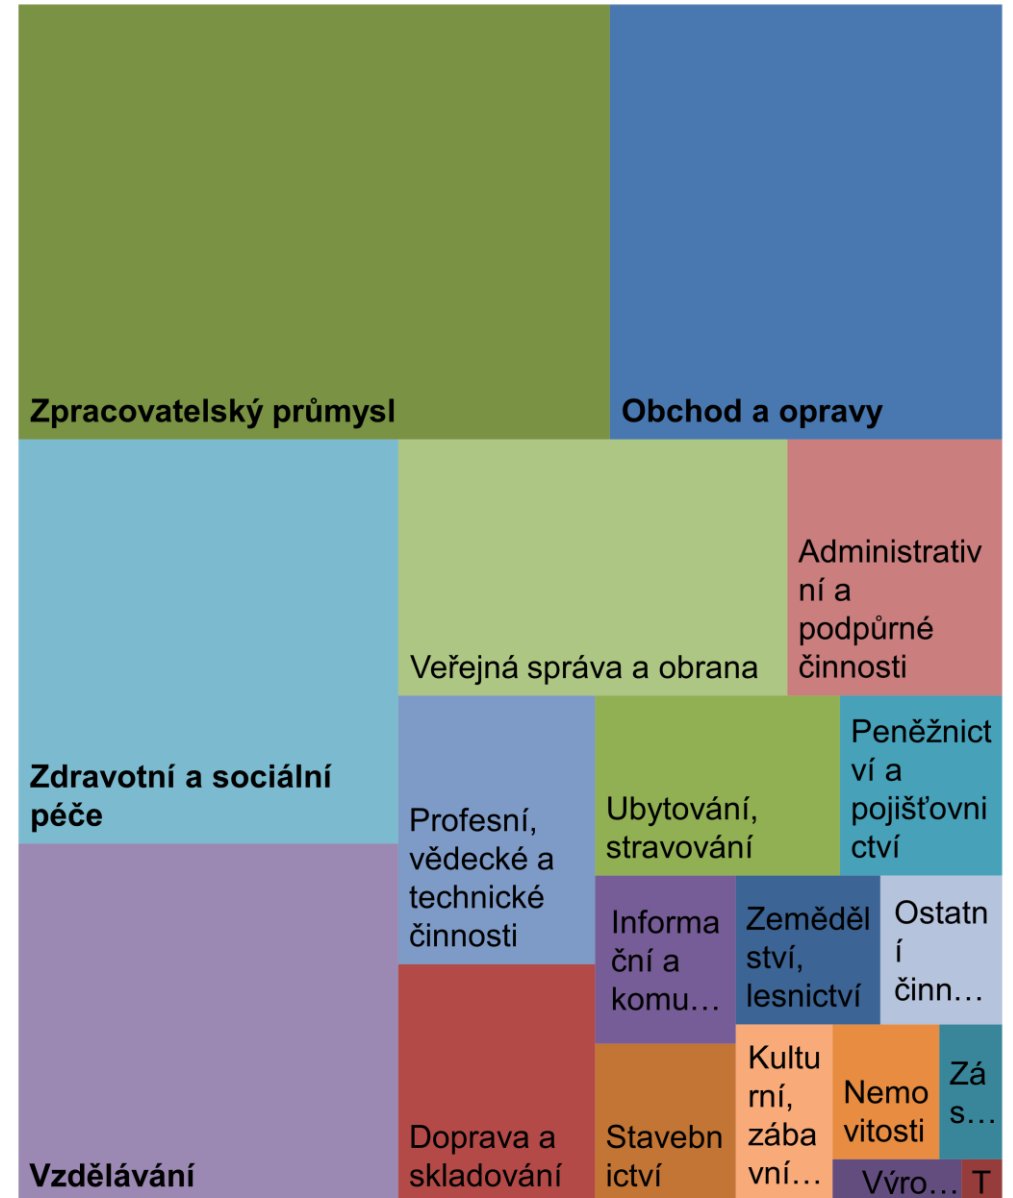 Zpracovatelský průmysl
Obchod a opravy
Zdravotní a sociální
péče
Veřejná správa a obrana
Administrativ
ní a
podpůrné
činnosti
Profesní,
vědecké a
technické
činnosti
Ubytování,
stravování
Peněžnict
ví a
pojišťovni
ctví
Informa
ční a
komu…
Zeměděl
ství,
lesnictví
Ostatn
í
činn…
Vzdělávání
Doprava a
skladování
Stavebn
ictví
Kultu
rní,
zába
vní…
Nemo
vitosti
Zá
s…
Výro…
T